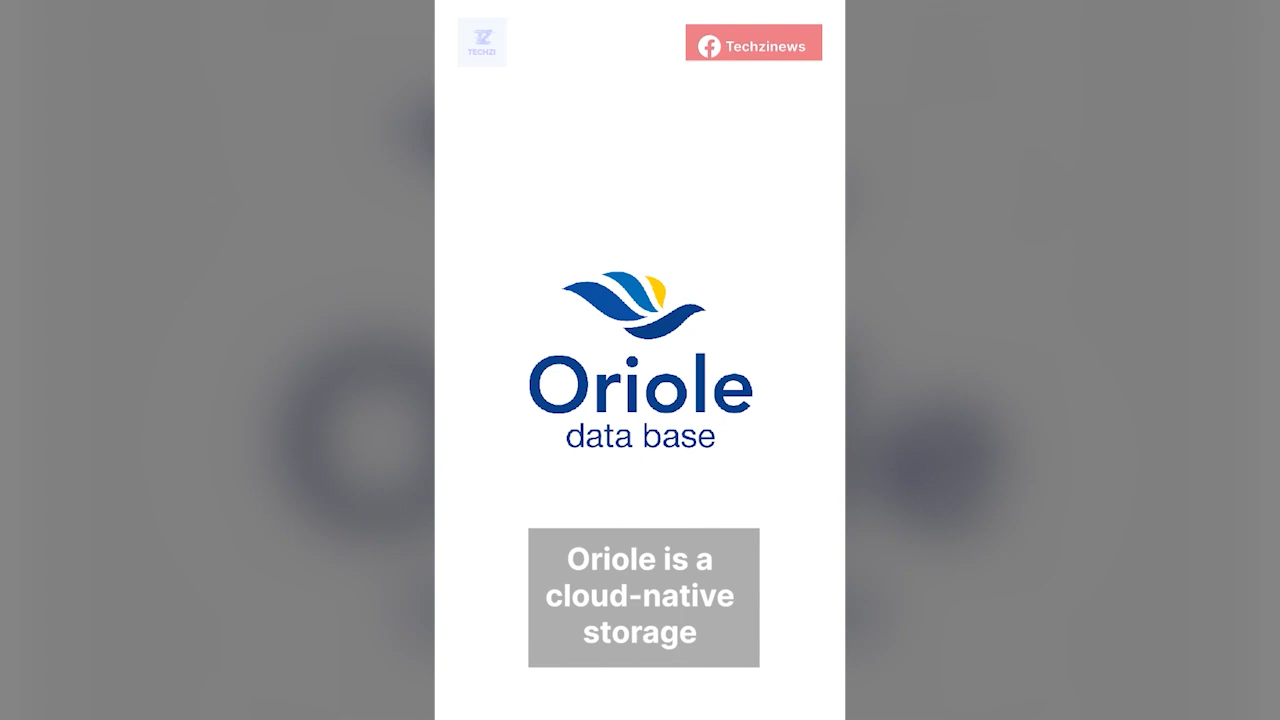 TECHZI
Techzinews
Oriole
data base
Oriole is a
cloud-native
storage